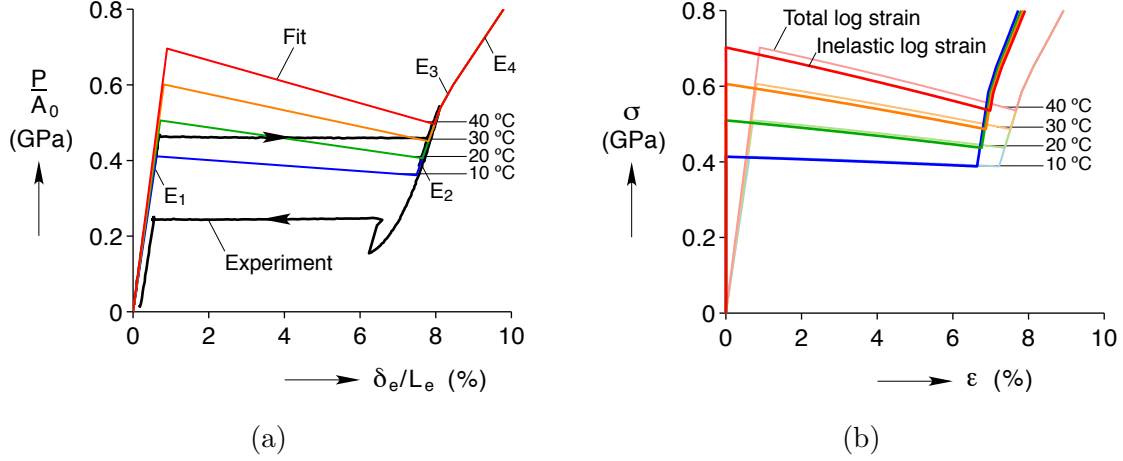 P
A0
(GPa)
0.8
0.6
0.4
0.2
0
Fit
E3
E4
40 ºC
30 ºC
20 ºC
10 ºC
E1
E2
Experiment
0 2 4 6 8 10
δe/Le (%)
(a)
σ
(GPa)
0.8
0.6
0.4
0.2
0
Total log strain
Inelastic log strain
40 ºC
30 ºC
20 ºC
10 ºC
0 2 4 6 8 10
ε (%)
(b)